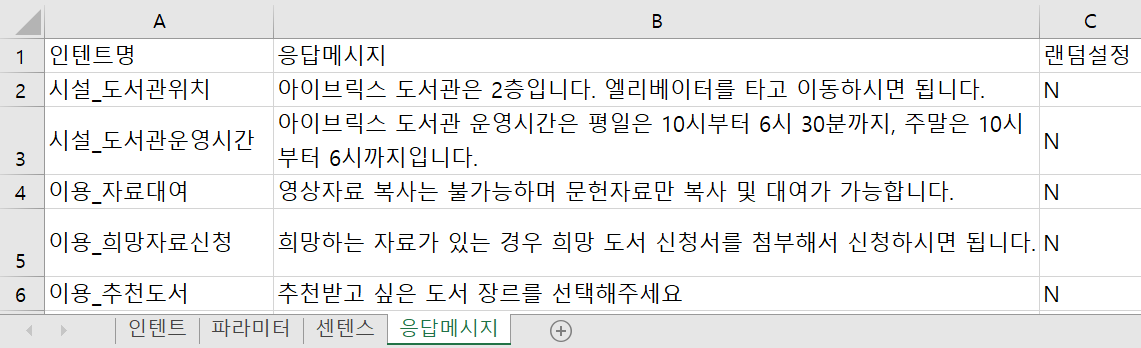 A B C
1 인텐트명 응답메시지 랜덤설정
2 시설_도서관위치 아이브릭스 도서관은 2층입니다. 엘리베이터를 타고 이동하시면 됩니다. N
3 시설_도서관운영시간 아이브릭스 도서관 운영시간은 평일은 10시부터 6시 30분까지, 주말은 10시
부터 6시까지입니다. N
4 이용_자료대여 영상자료 복사는 불가능하며 문헌자료만 복사 및 대여가 가능합니다. N
5 이용_희망자료신청 희망하는 자료가 있는 경우 희망 도서 신청서를 첨부해서 신청하시면 됩니다. N
6 이용_추천도서 추천받고 싶은 도서 장르를 선택해주세요 N
인텐트 파라미터 센텐스 응답메시지